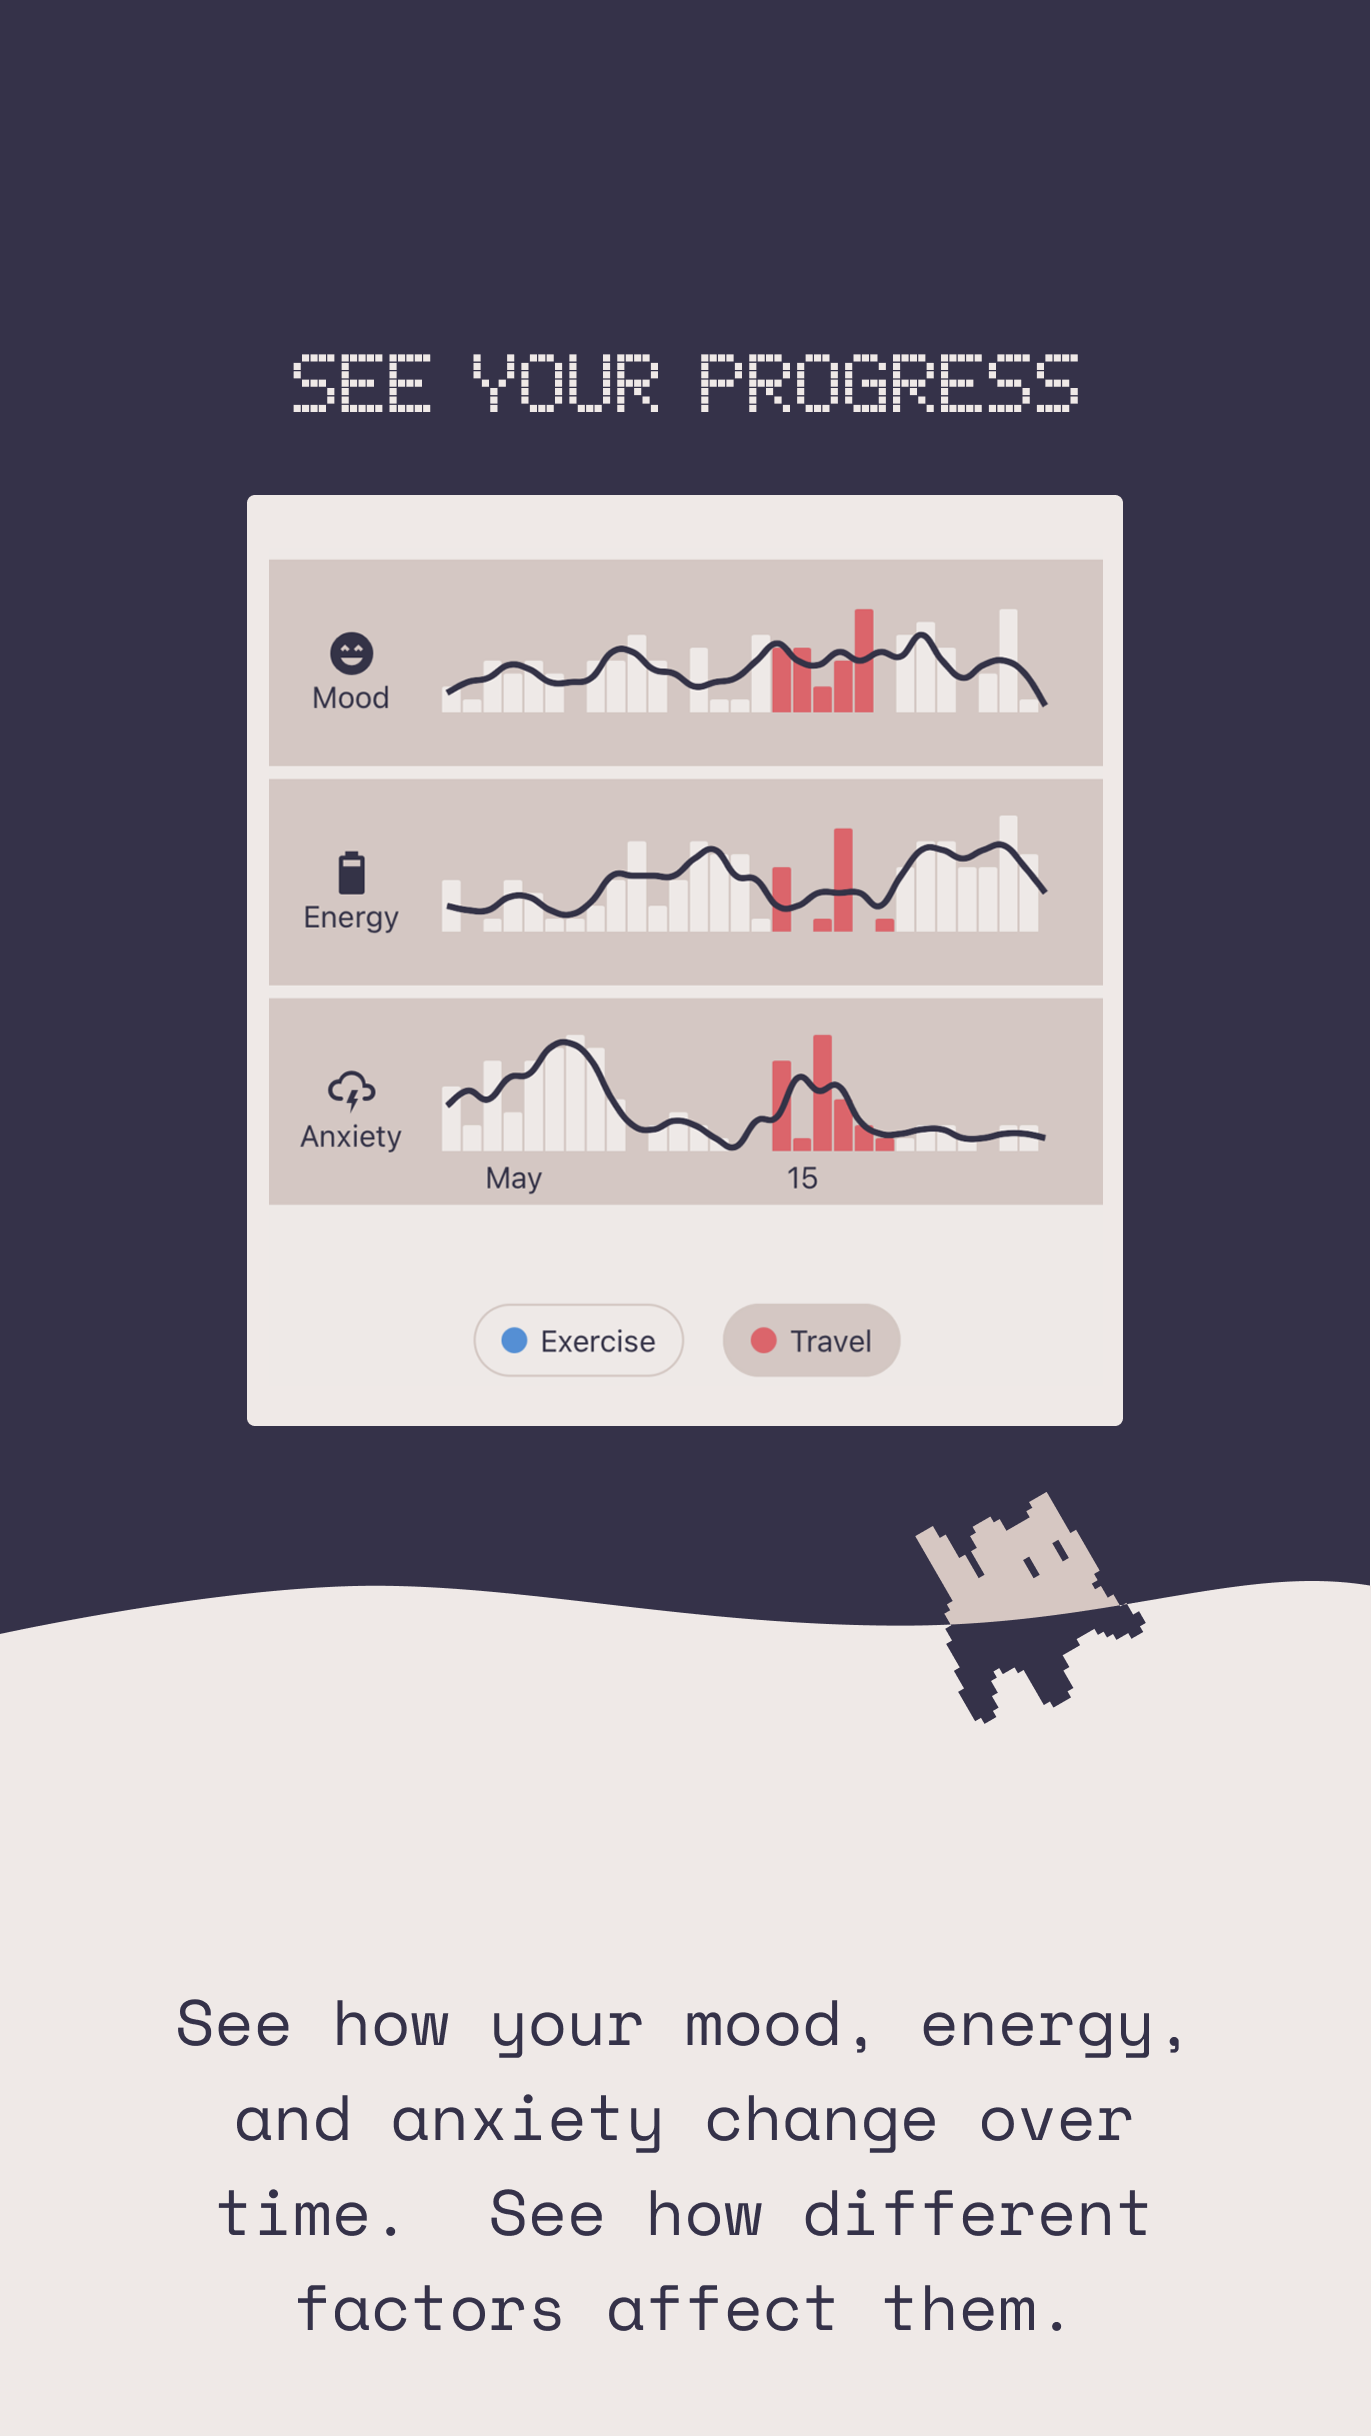 SEE YOUR PROGRESS
Mood
Energy
Anxiety
May 15
Exercise Travel
See how your mood, energy,
and anxiety change over
time.  See how different
factors affect them.